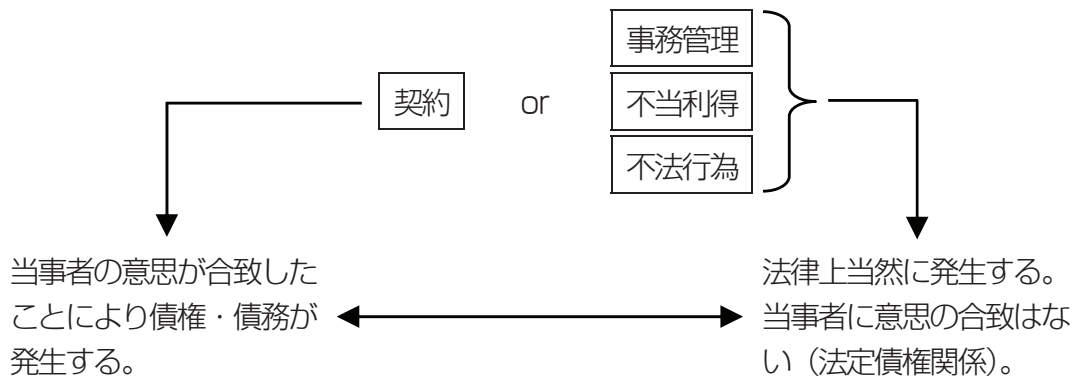 事務管理
契約 or 不当利得
不法行為
当事者の意思が合致した
ことにより債権・債務が
発生する。
法律上当然に発生する。
当事者に意思の合致はな
い（法定債権関係）。